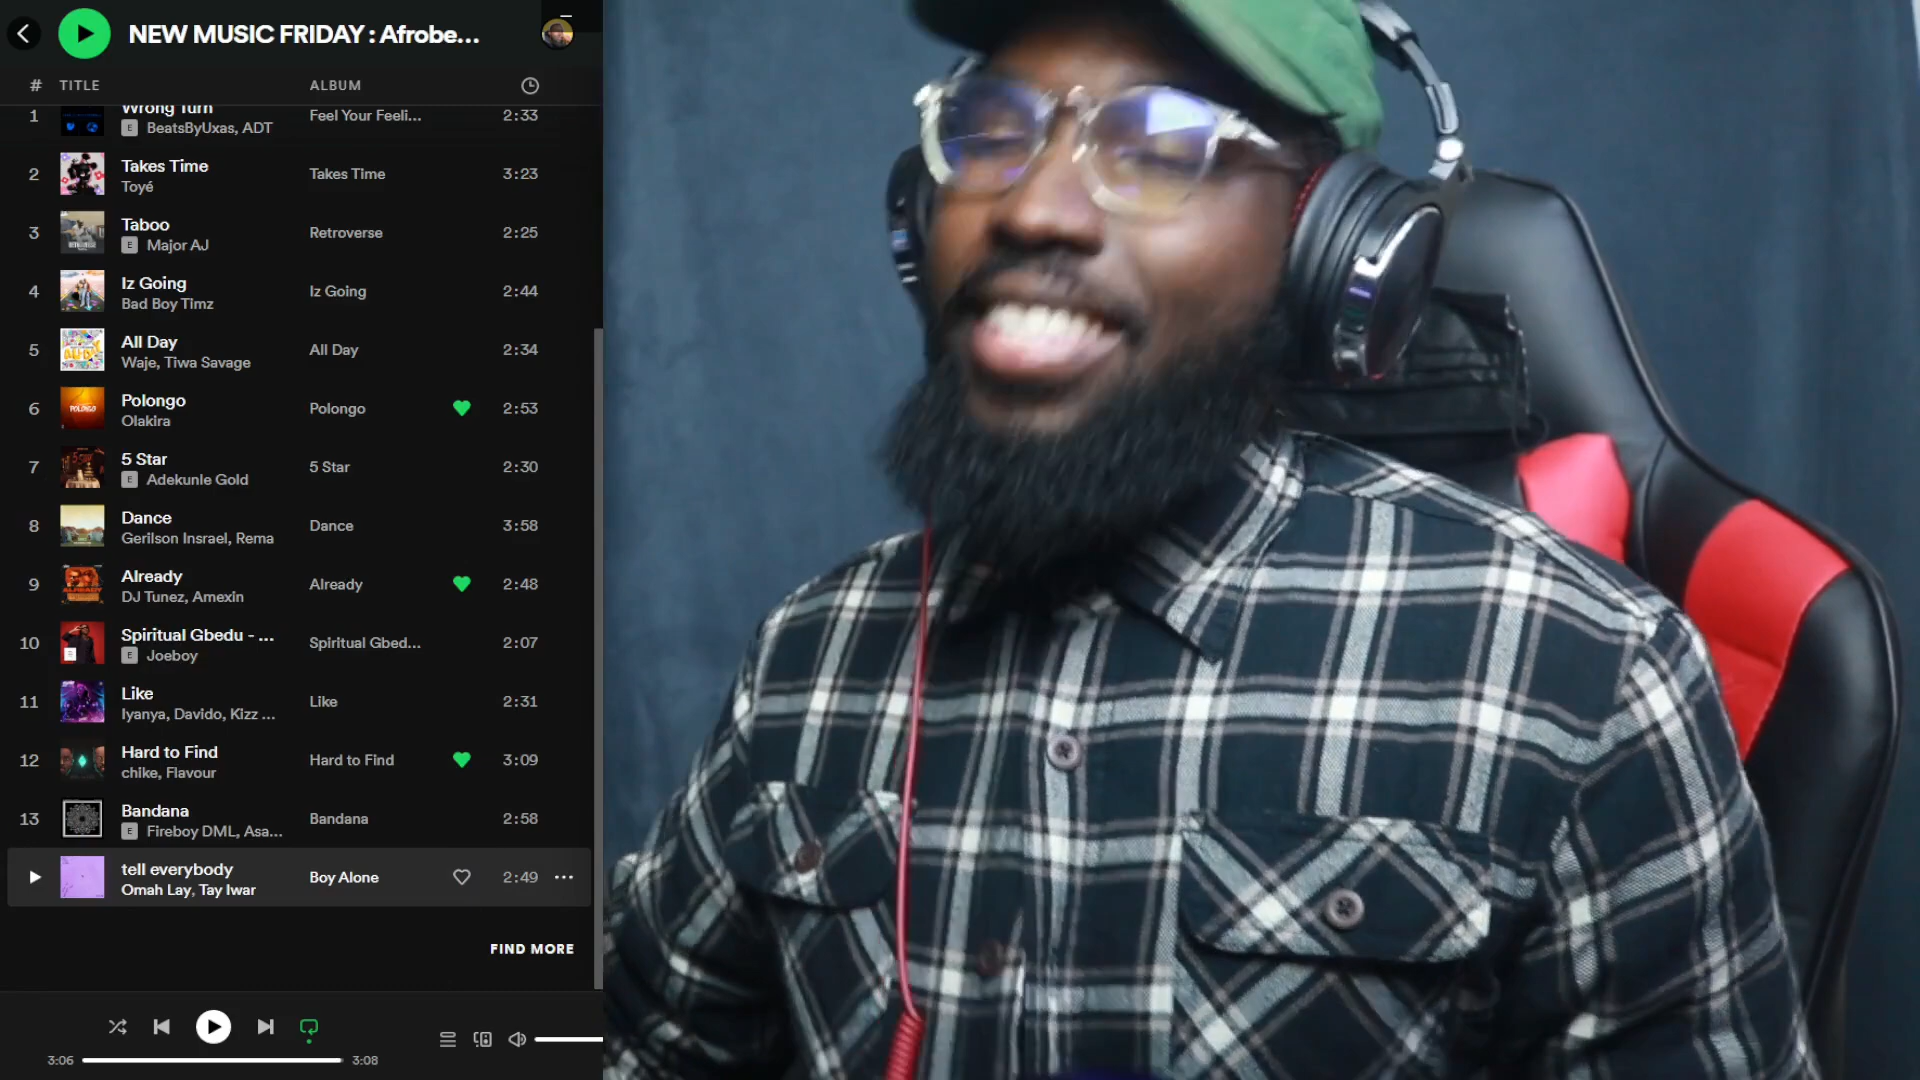 NEW MUSIC FRIDAY : Afrobe...
# TITLE ALBUM
1 Wrong Turn Feel Your Feeli... 2:33
E BeatsByUxas, ADT
2 Takes Time Takes Time 3:23
Toyé
3 Taboo Retroverse 2:25
E Major AJ
4 Iz Going Iz Going 2:44
Bad Boy Timz
5 All Day All Day 2:34
Waje, Tiwa Savage
6 Polongo Polongo 2:53
Olakira
7 5 Star 5 Star 2:30
E Adekunle Gold
8 Dance Dance 3:58
Gerilson Insrael, Rema
9 Already Already 2:48
DJ Tunez, Amexin
10 Spiritual Gbedu - ... Spiritual Gbed... 2:07
E Joeboy
11 Like Like 2:31
Iyanya, Davido, Kizz ...
12 Hard to Find Hard to Find 3:09
chike, Flavour
13 Bandana Bandana 2:58
E Fireboy DML, Asa...
tell everybody Boy Alone 2:49
Omah Lay, Tay Iwar
FIND MORE
3:06 3:08